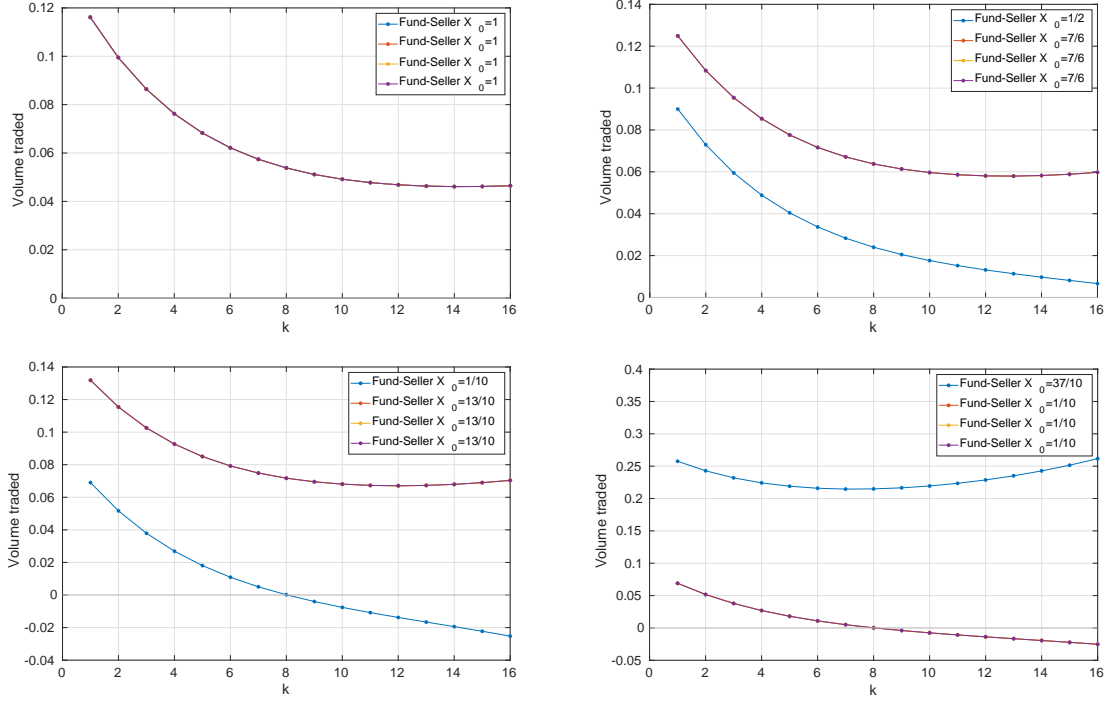 0.12
0.1
0.08
0.06
0.04
0.02
0
Volume traded
0 2 4 6 8 10 12 14 16
k
Fund-Seller X 0=1
Fund-Seller X 0=1
Fund-Seller X 0=1
Fund-Seller X 0=1
0.14
0.12
0.1
0.08
0.06
0.04
0.02
0
Volume traded
0 2 4 6 8 10 12 14 16
k
Fund-Seller X 0=1/2
Fund-Seller X 0=7/6
Fund-Seller X 0=7/6
Fund-Seller X 0=7/6
0.14
0.12
0.1
0.08
0.06
0.04
0.02
0
-0.02
-0.04
Volume traded
0 2 4 6 8 10 12 14 16
k
Fund-Seller X 0=1/10
Fund-Seller X 0=13/10
Fund-Seller X 0=13/10
Fund-Seller X 0=13/10
0.4
0.35
0.3
0.25
0.2
0.15
0.1
0.05
0
-0.05
Volume traded
0 2 4 6 8 10 12 14 16
k
Fund-Seller X 0=37/10
Fund-Seller X 0=1/10
Fund-Seller X 0=1/10
Fund-Seller X 0=1/10